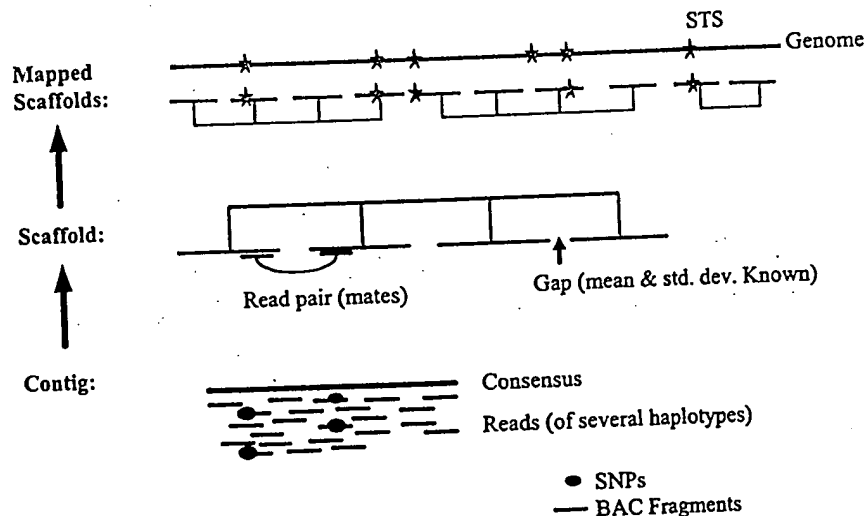 STS
Genome
Mapped
Scaffolds:
Scaffold:
Read pair (mates)
Gap (mean & std. dev. Known)
Contig:
Consensus
Reads (of several haplotypes)
SNPs
BAC Fragments